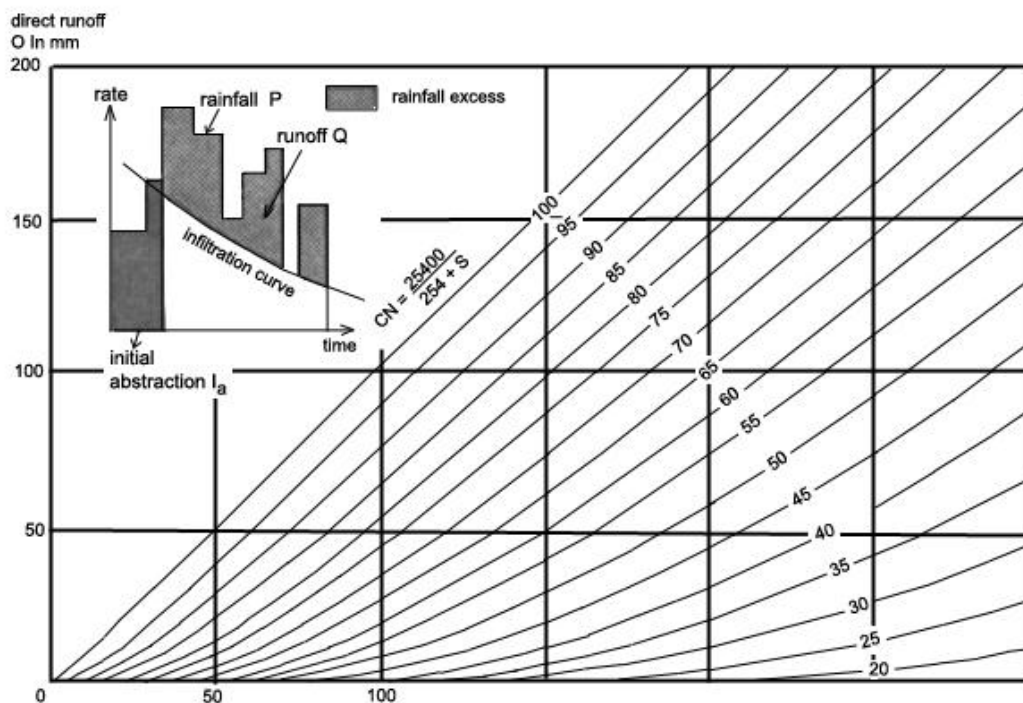 direct runoff
O In mm
200
rate
rainfall P
rainfall excess
runoff Q
150
infiltration curve
100
95
90
85
80
75
70
65
60
55
50
45
40
35
30
25
20
CN = 25400
254 + S
time
initial
abstraction Ia
100
50
0
50
100